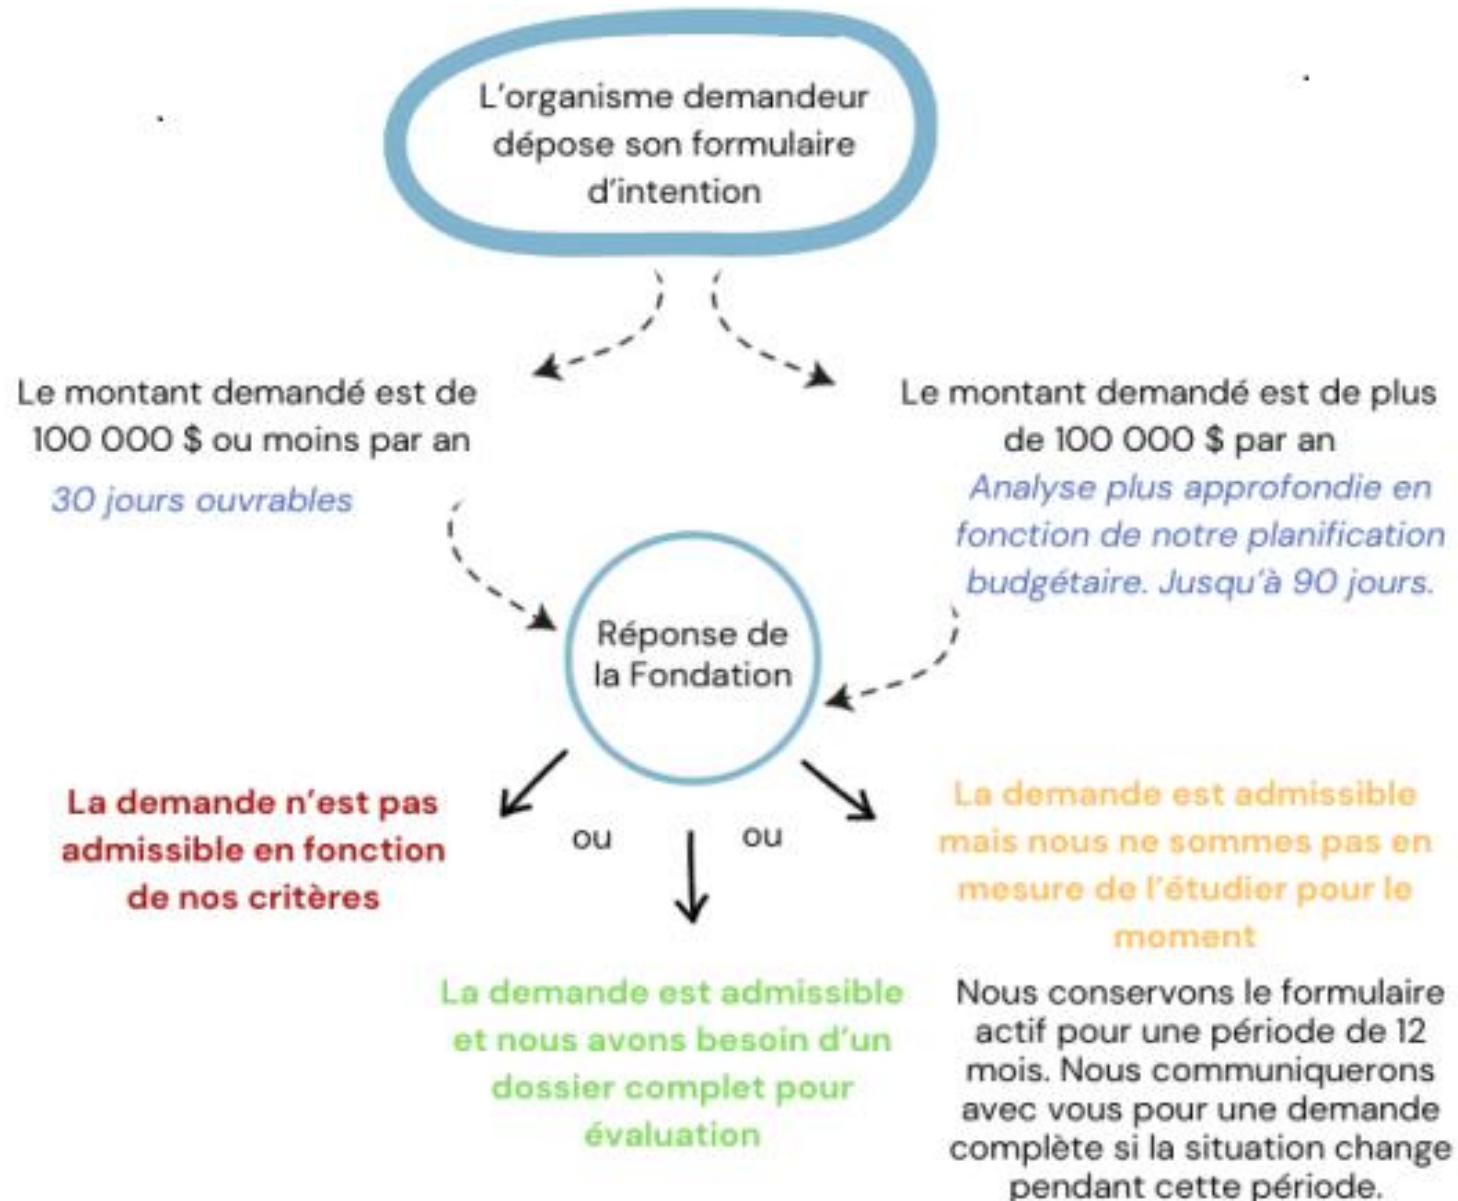 L'organisme demandeur
dépose son formulaire
d'intention
Le montant demandé est de
100 000 $ ou moins par an
30 jours ouvrables
Le montant demandé est de plus
de 100 000 $ par an
Analyse plus approfondie en
fonction de notre planification
budgétaire. Jusqu'à 90 jours.
Réponse de
la Fondation
La demande n'est pas
admissible en fonction
de nos critères
ou
ou
La demande est admissible
et nous avons besoin d'un
dossier complet pour
évaluation
La demande est admissible
mais nous ne sommes pas en
mesure de l'étudier pour le
moment
Nous conservons le formulaire
actif pour une période de 12
mois. Nous communiquerons
avec vous pour une demande
complète si la situation change
pendant cette période.